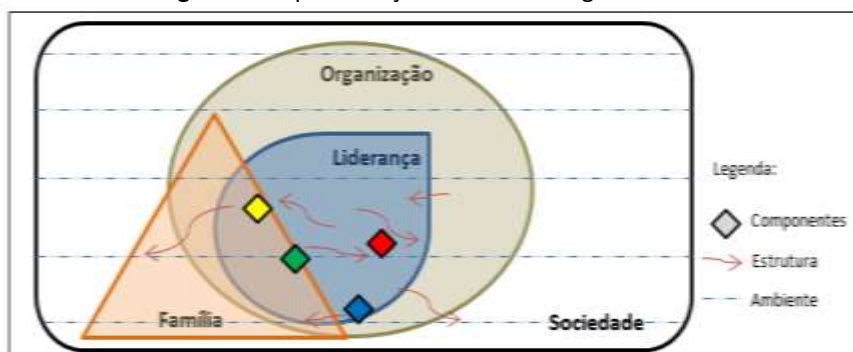 Organização
Liderança
Família
Sociedade
Legenda:
Componentes
Estrutura
Ambiente